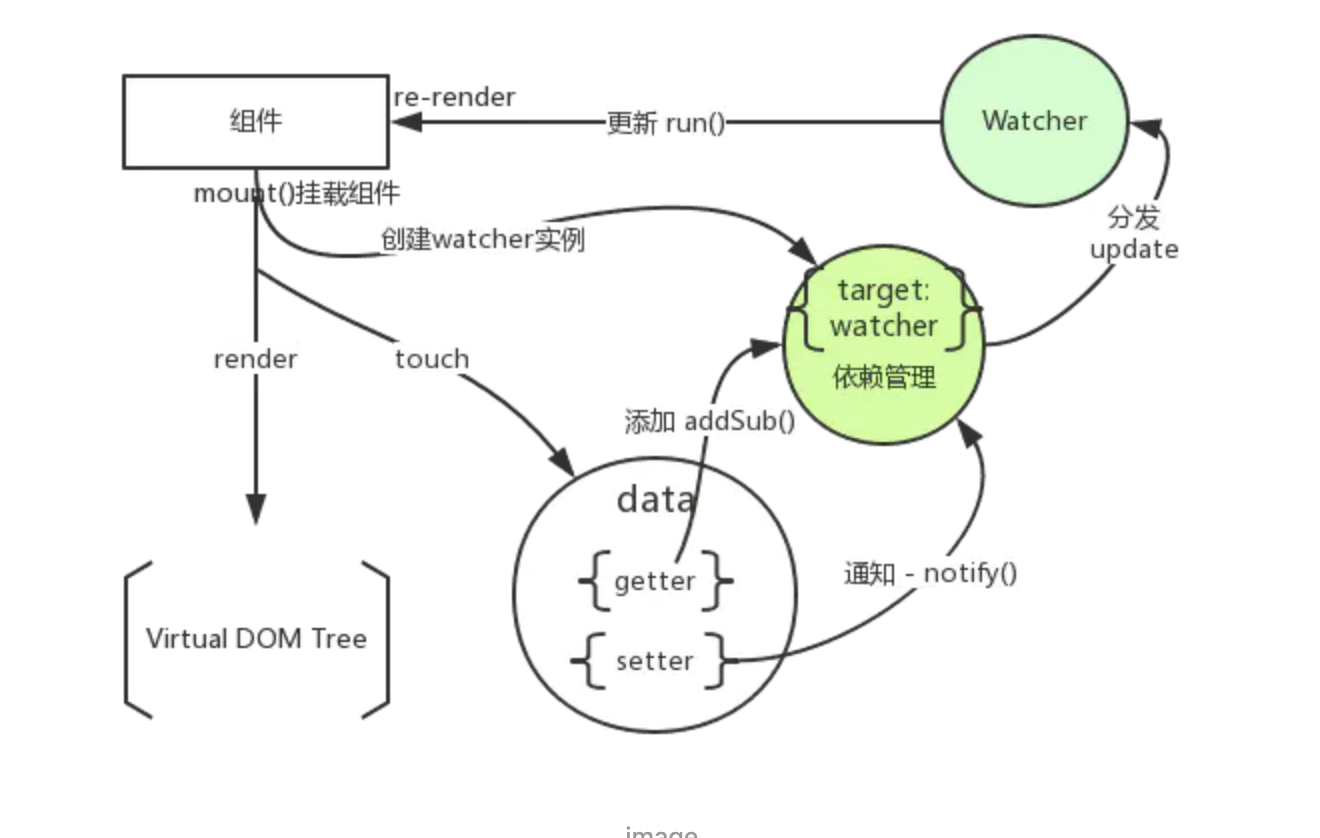 组件
re-render
更新 run()
Watcher
mount()挂载组件
创建watcher实例
分发
update
target:
watcher
依赖管理
render
touch
添加 addSub()
data
getter
通知 - notify()
Virtual DOM Tree
setter
image